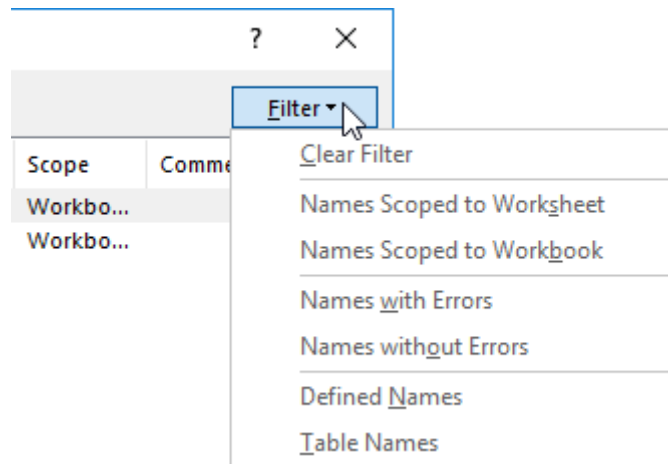 ?
Filter
Scope Comme
Clear Filter
Workbo...
Names Scoped to Worksheet
Workbo...
Names Scoped to Workbook
Names with Errors
Names without Errors
Defined Names
Table Names